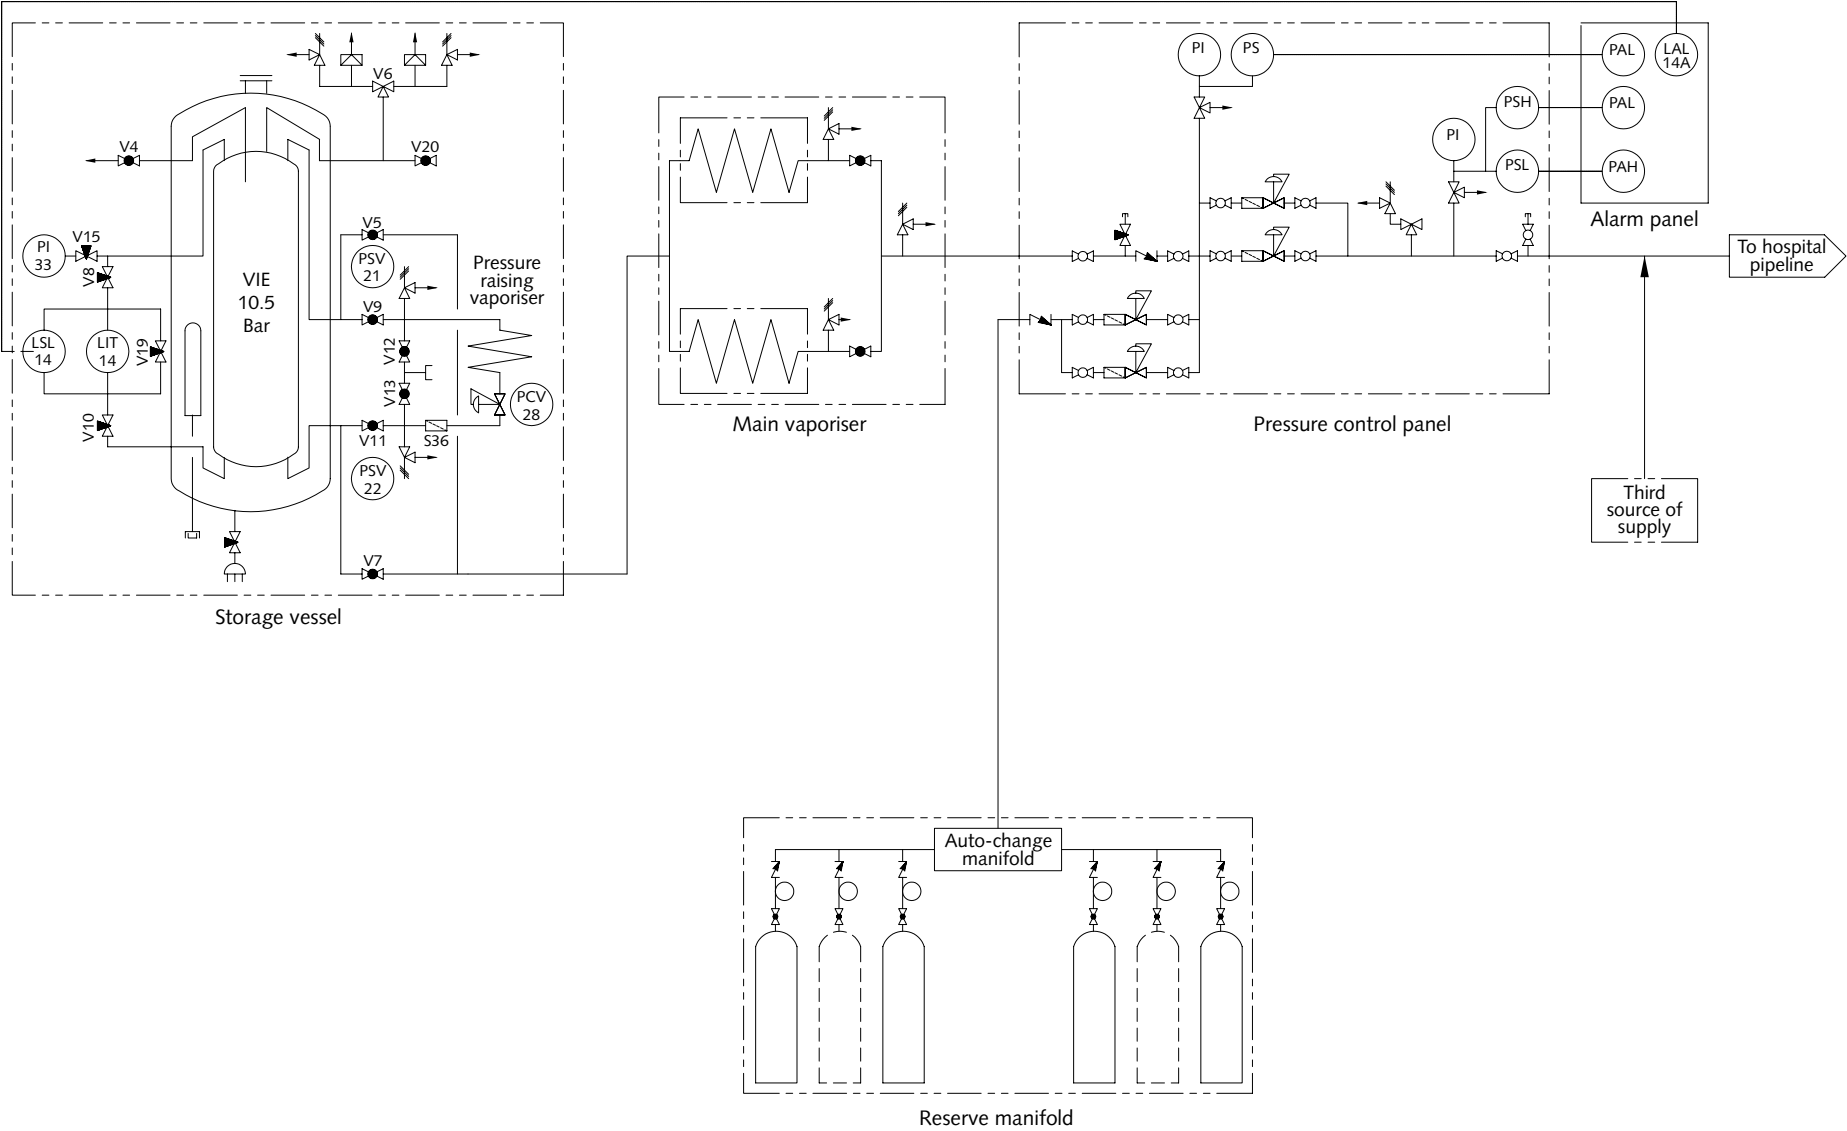 V6
PI
PS
PAL
LAL
14A
PSH
PAL
PI
PSL
PAH
Alarm panel
V4
V20
V5
V15
PI
33
V8
PSV
21
Pressure
raising
vaporiser
VIE
10.5
Bar
V9
LSL
14
LIT
14
V19
V12
V13
PCV
28
V10
V11
S36
PSV
22
V7
Storage vessel
Main vaporiser
Pressure control panel
To hospital
pipeline
Third
source of
supply
Auto-change
manifold
Reserve manifold